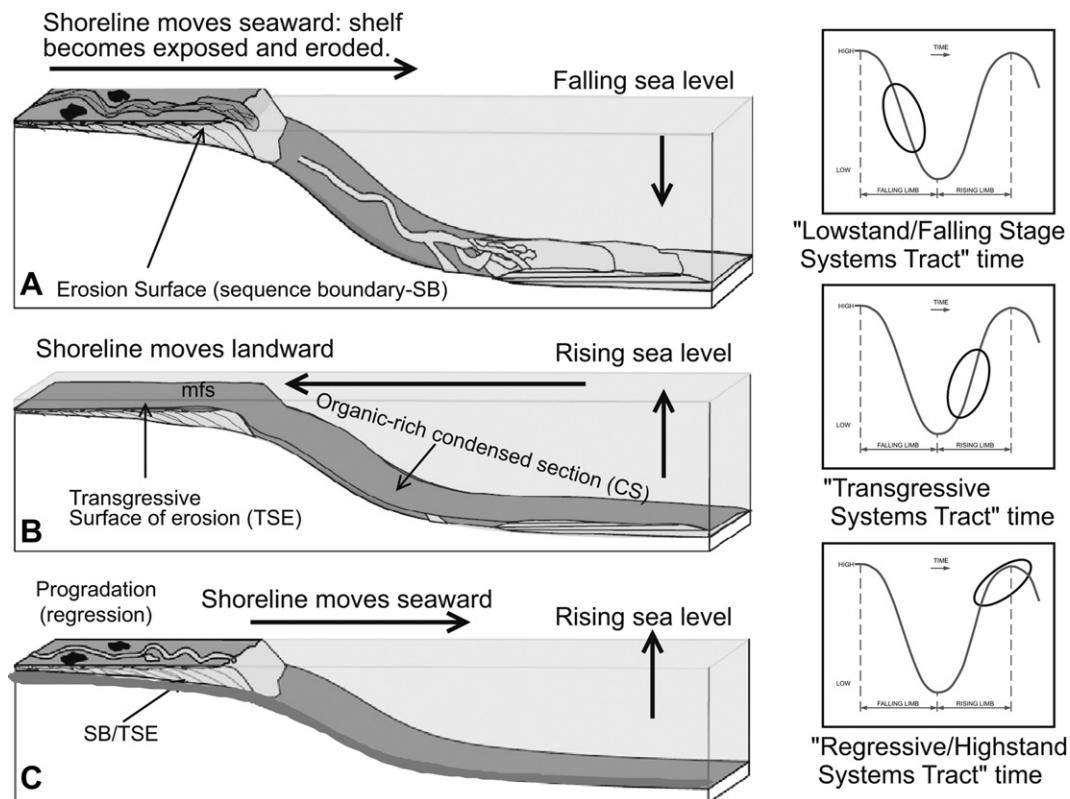 Shoreline moves seaward: shelf
becomes exposed and eroded.
Falling sea level
A
Erosion Surface (sequence boundary-SB)
HIGH
TIME
LOW
FALLING LIMB
RISING LIMB
"Lowstand/Falling Stage
Systems Tract" time
Shoreline moves landward
Rising sea level
mfs
Organic-rich condensed section (CS)
Transgressive
Surface of erosion (TSE)
B
HIGH
TIME
LOW
FALLING LIMB
RISING LIMB
"Transgressive
Systems Tract" time
Progradation
(regression)
Shoreline moves seaward
Rising sea level
SB/TSE
C
HIGH
TIME
LOW
FALLING LIMB
RISING LIMB
"Regressive/Highstand
Systems Tract" time